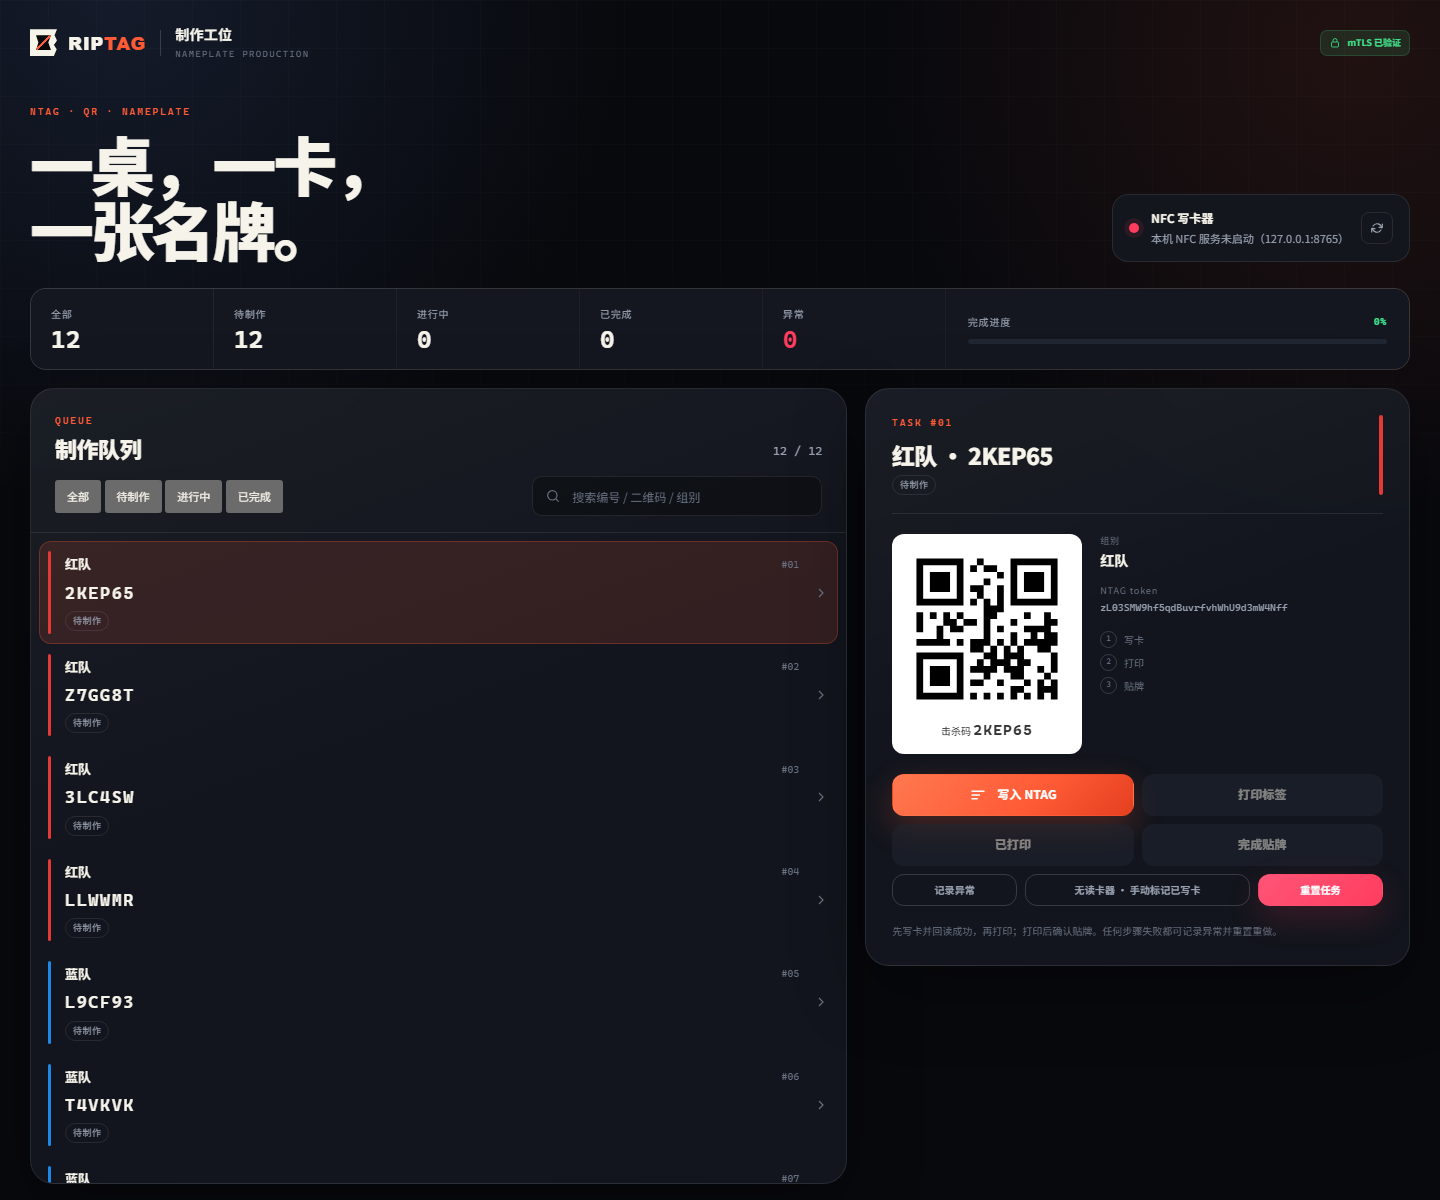 RIPTAG
制作工位
NAMEPLATE PRODUCTION
mTLS 已验证
NTAG · QR · NAMEPLATE
一桌，一卡，
一张名牌。
NFC 写卡器
本机 NFC 服务未启动（127.0.0.1:8765）
全部
12
待制作
12
进行中
0
已完成
0
异常
0
完成进度
0%
QUEUE
制作队列
12 / 12
全部
待制作
进行中
已完成
搜索编号 / 二维码 / 组别
红队
#01
2KEP65
待制作
红队
#02
Z7GG8T
待制作
红队
#03
3LC4SW
待制作
红队
#04
LLWWMR
待制作
蓝队
#05
L9CF93
待制作
蓝队
#06
T4VKVK
待制作
蓝队
#07
TASK #01
红队 · 2KEP65
待制作
击杀码 2KEP65
组别
红队
NTAG token
zL03SMW9hf5qdBuvrfvhWhU9d3mW4Nff
1 写卡
2 打印
3 贴牌
写入 NTAG
打印标签
已打印
完成贴牌
记录异常
无读卡器 · 手动标记已写卡
重置任务
先写卡并回读成功，再打印；打印后确认贴牌。任何步骤失败都可记录异常并重置重做。